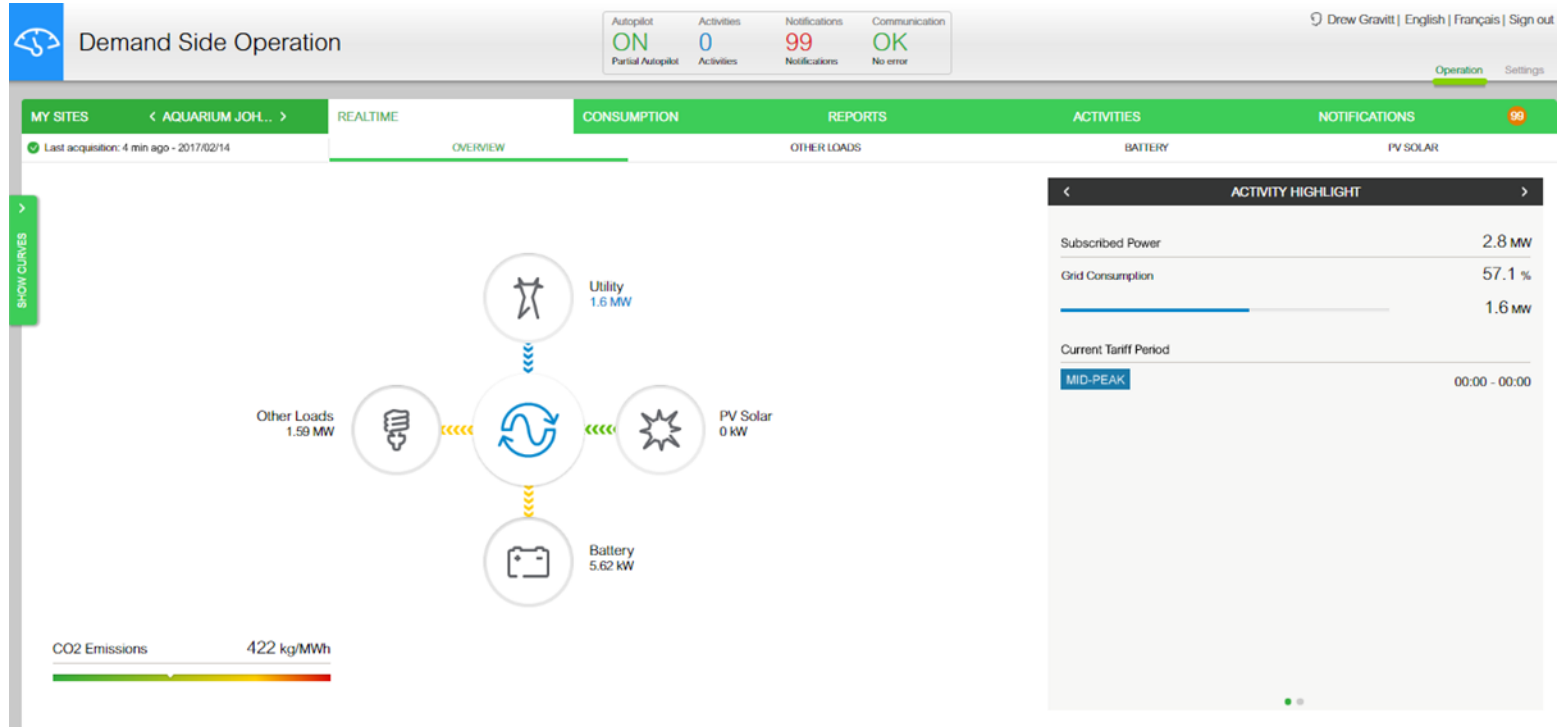 Demand Side Operation
Autopilot Activities Notifications Communication
ON 0 99 OK
Partial Autopilot Activities Notifications No error
Drew Gravitt | English | Français | Sign out
Operation Settings
MY SITES < AQUARIUM JOH... > REALTIME CONSUMPTION REPORTS ACTIVITIES NOTIFICATIONS 99
Last acquisition: 4 min ago - 2017/02/14 OVERVIEW OTHER LOADS BATTERY PV SOLAR
SHOW CURVES
Utility
1.6 MW
Other Loads
1.59 MW
PV Solar
0 kW
Battery
5.62 kW
CO2 Emissions 422 kg/MWh
< ACTIVITY HIGHLIGHT >
Subscribed Power 2.8 MW
Grid Consumption 57.1 %
1.6 MW
Current Tariff Period
MID-PEAK 00:00 - 00:00